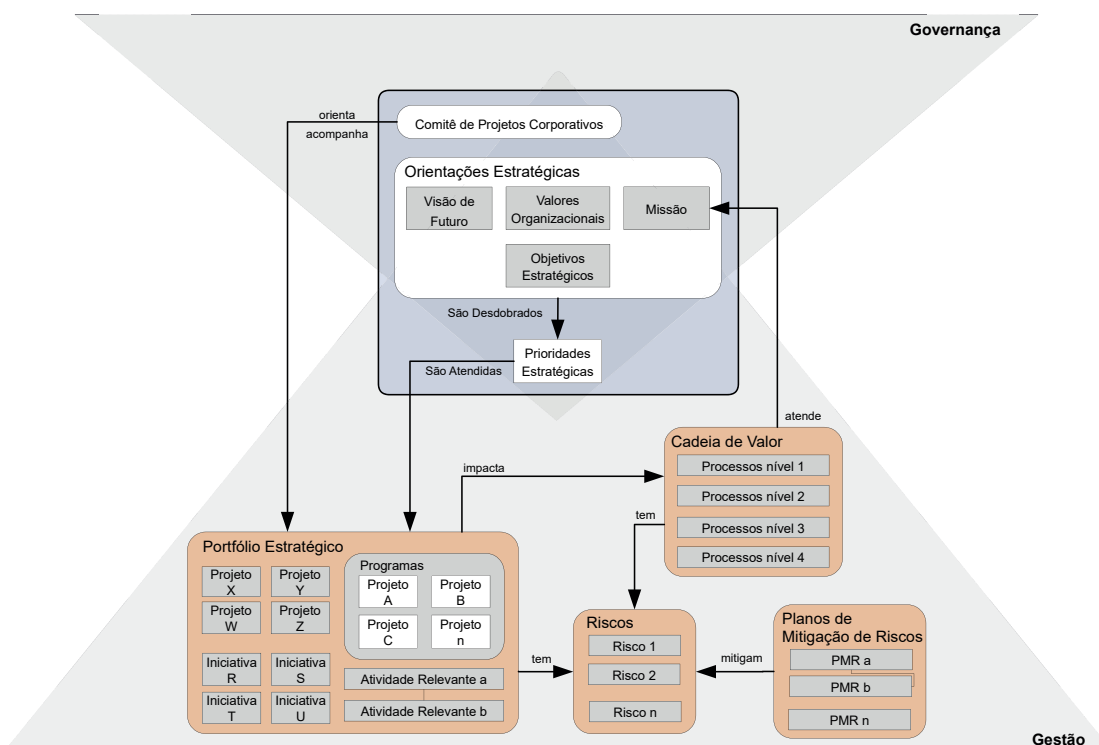 Governança
orienta
acompanha
Comitê de Projetos Corporativos
Orientações Estratégicas
Visão de
Futuro
Valores
Organizacionais
Missão
Objetivos
Estratégicos
São Desdobrados
Prioridades
Estratégicas
São Atendidas
atende
Cadeia de Valor
Processos nível 1
Processos nível 2
Processos nível 3
Processos nível 4
impacta
tem
Portfólio Estratégico
Projeto
X
Projeto
Y
Projeto
W
Projeto
Z
Iniciativa
R
Iniciativa
S
Iniciativa
T
Iniciativa
U
Programas
Projeto
A
Projeto
B
Projeto
C
Projeto
n
Atividade Relevante a
Atividade Relevante b
tem
Riscos
Risco 1
Risco 2
Risco n
mitigam
Planos de
Mitigação de Riscos
PMR a
PMR b
PMR n
Gestão